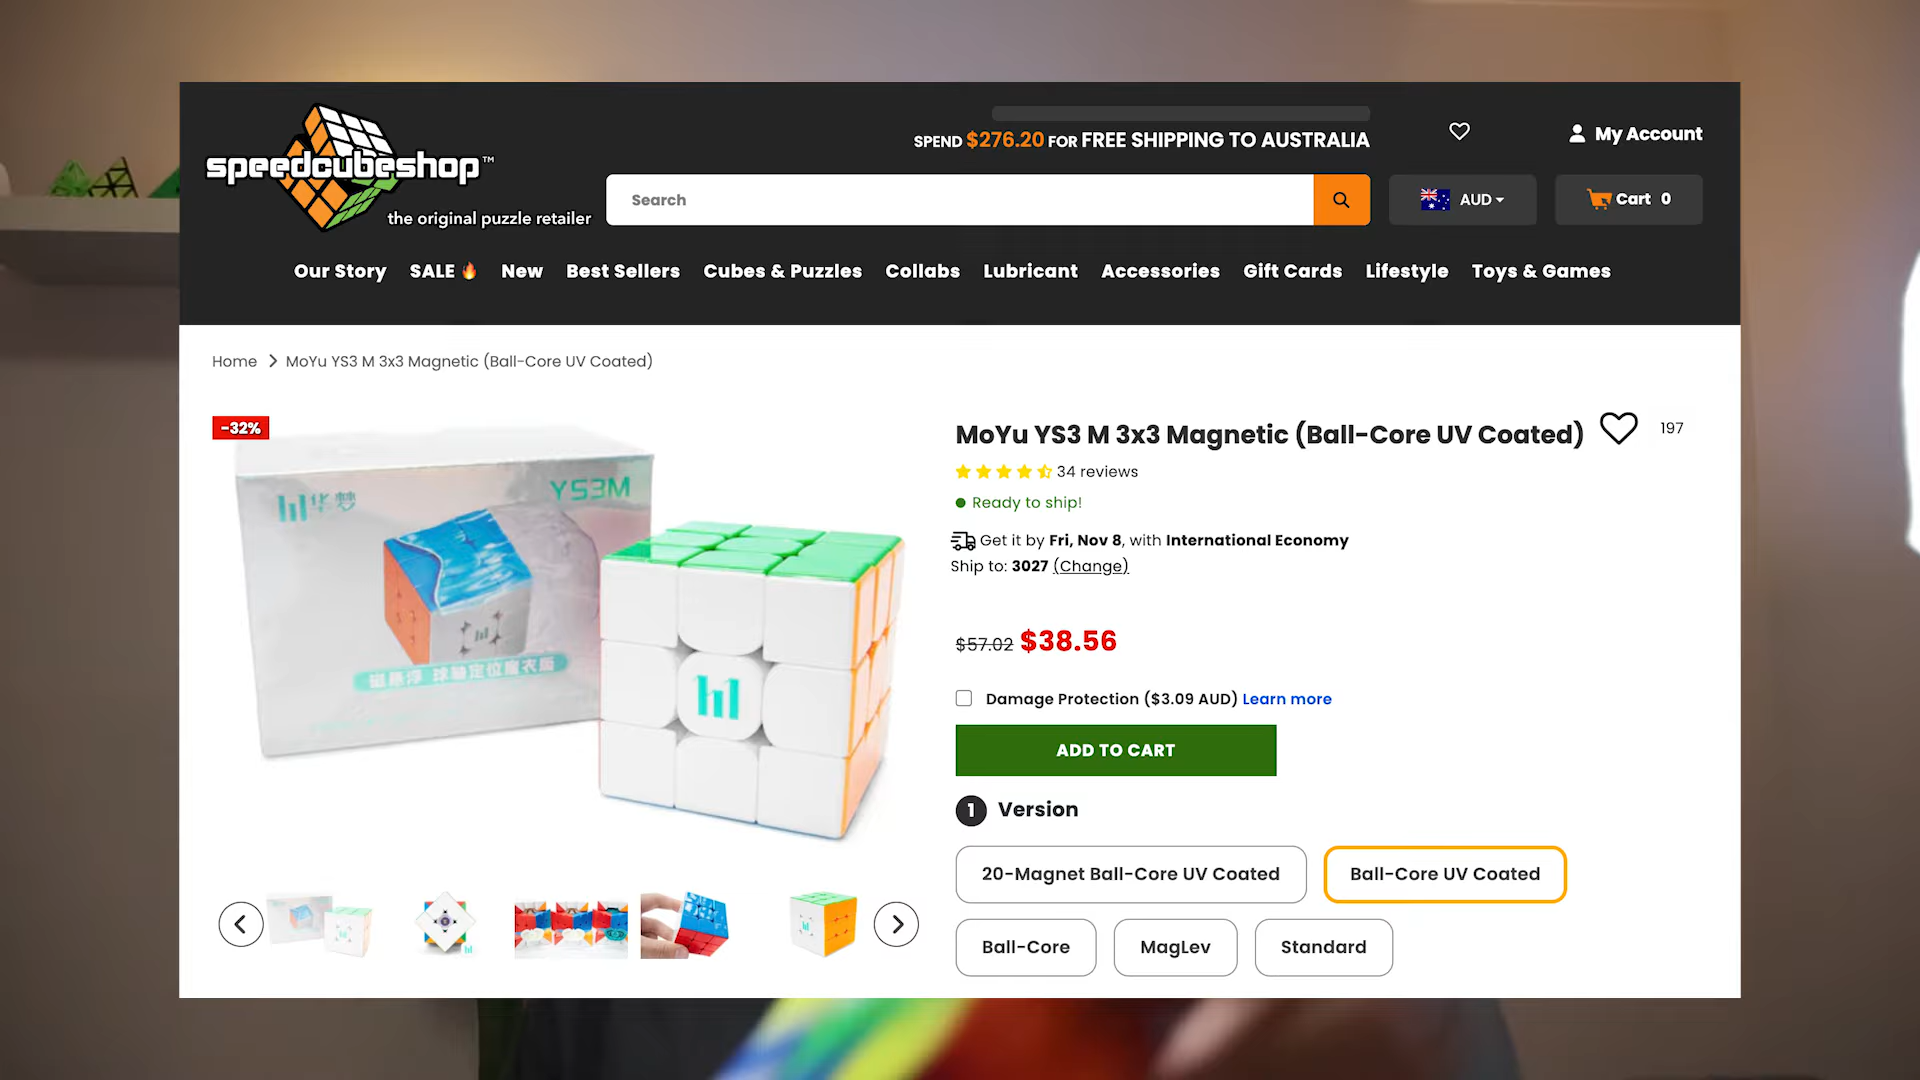 speedcubeshop™
the original puzzle retailer
SPEND $276.20 FOR FREE SHIPPING TO AUSTRALIA
My Account
Search
AUD
Cart 0
Our Story SALE New Best Sellers Cubes & Puzzles Collabs Lubricant Accessories Gift Cards Lifestyle Toys & Games
Home > MoYu YS3 M 3x3 Magnetic (Ball-Core UV Coated)
-32%
华梦
YS3M
MoYu YS3 M 3x3 Magnetic (Ball-Core UV Coated)
197
34 reviews
Ready to ship!
Get it by Fri, Nov 8, with International Economy
Ship to: 3027 (Change)
$57.02 $38.56
Damage Protection ($3.09 AUD) Learn more
ADD TO CART
1 Version
20-Magnet Ball-Core UV Coated
Ball-Core UV Coated
Ball-Core
MagLev
Standard